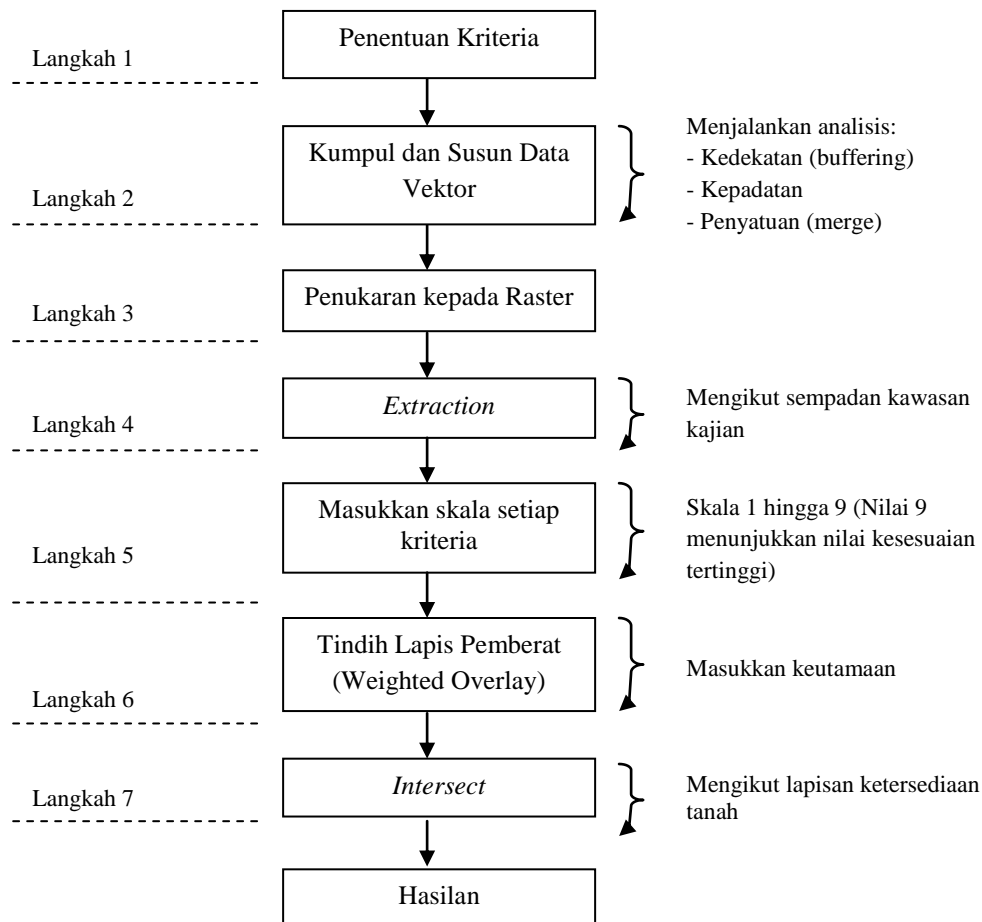 Langkah 1
Penentuan Kriteria
Langkah 2
Kumpul dan Susun Data
Vektor
Menjalankan analisis:
- Kedekatan (buffering)
- Kepadatan
- Penyatuan (merge)
Langkah 3
Penukaran kepada Raster
Langkah 4
Extraction
Mengikut sempadan kawasan
kajian
Langkah 5
Masukkan skala setiap
kriteria
Skala 1 hingga 9 (Nilai 9
menunjukkan nilai kesesuaian
tertinggi)
Langkah 6
Tindih Lapis Pemberat
(Weighted Overlay)
Masukkan keutamaan
Langkah 7
Intersect
Mengikut lapisan ketersediaan
tanah
Hasilan